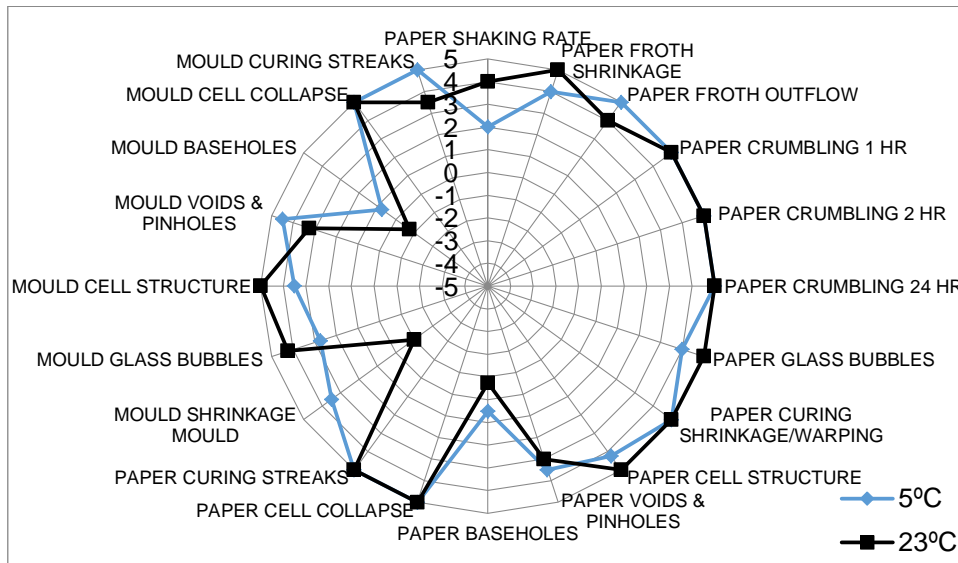 PAPER SHAKING RATE
PAPER FROTH
SHRINKAGE
PAPER FROTH OUTFLOW
PAPER CRUMBLING 1 HR
PAPER CRUMBLING 2 HR
PAPER CRUMBLING 24 HR
PAPER GLASS BUBBLES
PAPER CURING
SHRINKAGE/WARPING
PAPER CELL STRUCTURE
PAPER VOIDS &
PINHOLES
PAPER BASEHOLES
PAPER CELL COLLAPSE
PAPER CURING STREAKS
MOULD SHRINKAGE
MOULD
MOULD GLASS BUBBLES
MOULD CELL STRUCTURE
MOULD VOIDS &
PINHOLES
MOULD BASEHOLES
MOULD CELL COLLAPSE
MOULD CURING STREAKS
5
4
3
2
1
0
-1
-2
-3
-4
-5
5ºC
23ºC